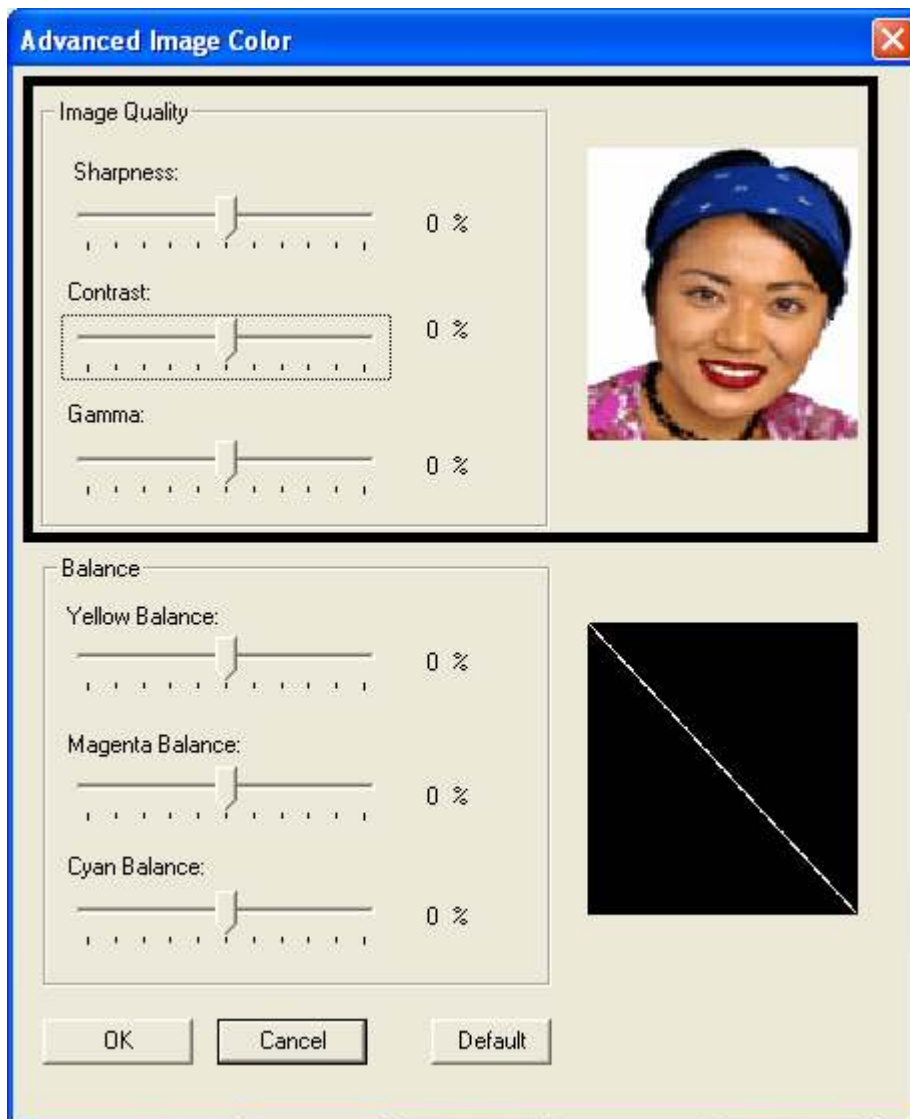 Advanced Image Color
Image Quality
Sharpness:
0 %
Contrast:
0 %
Gamma:
0 %
Balance
Yellow Balance:
0 %
Magenta Balance:
0 %
Cyan Balance:
0 %
OK Cancel Default